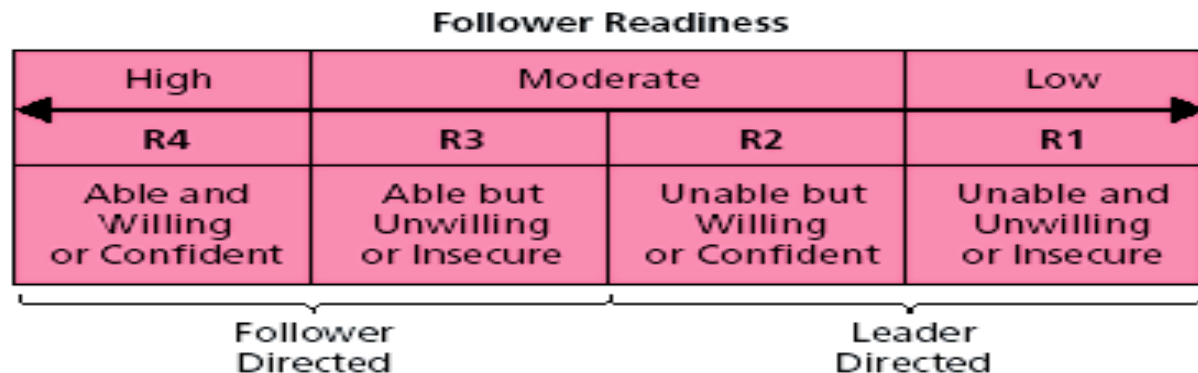 Follower Readiness
High Moderate Low
R4 R3 R2 R1
Able and Willing or Confident
Able but Unwilling or Insecure
Unable but Willing or Confident
Unable and Unwilling or Insecure
Follower Directed
Leader Directed